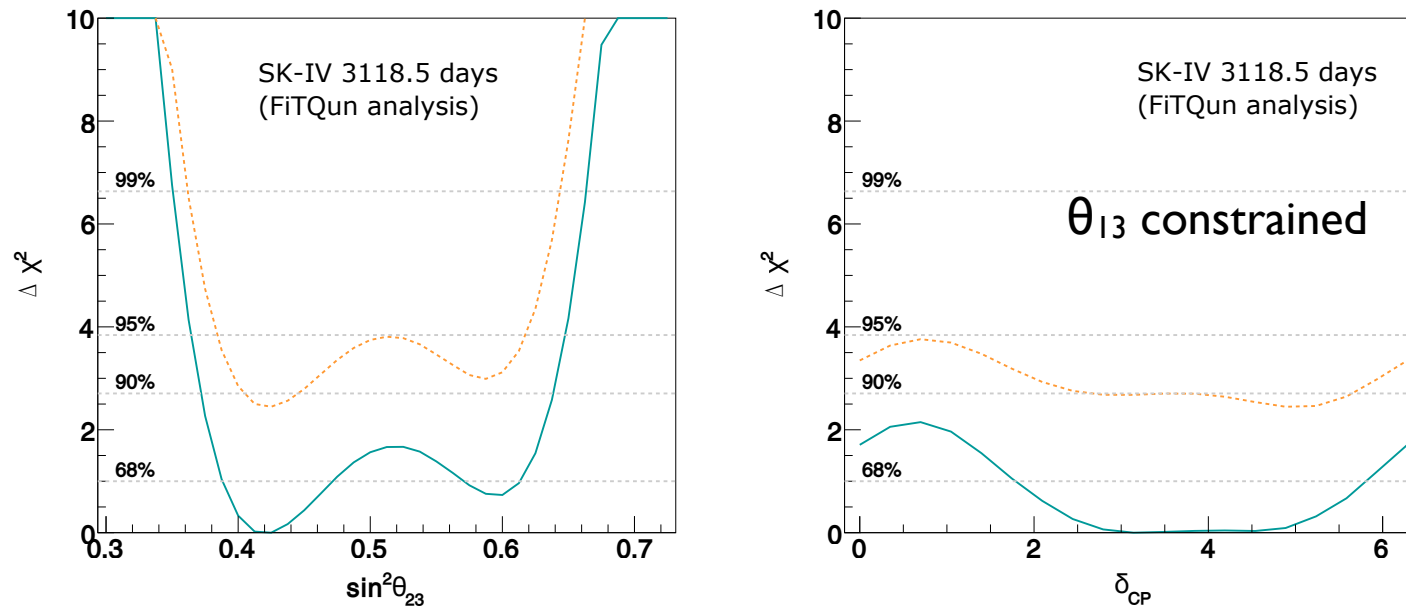 10
8
6
4
2
0
99%
95%
90%
68%
SK-IV 3118.5 days
(FiTQun analysis)
Δ χ²
0.3 0.4 0.5 0.6 0.7
sin²θ₂₃
10
8
6
4
2
0
99%
95%
90%
68%
SK-IV 3118.5 days
(FiTQun analysis)
θ₁₃ constrained
Δ χ²
0 2 4 6
δCP